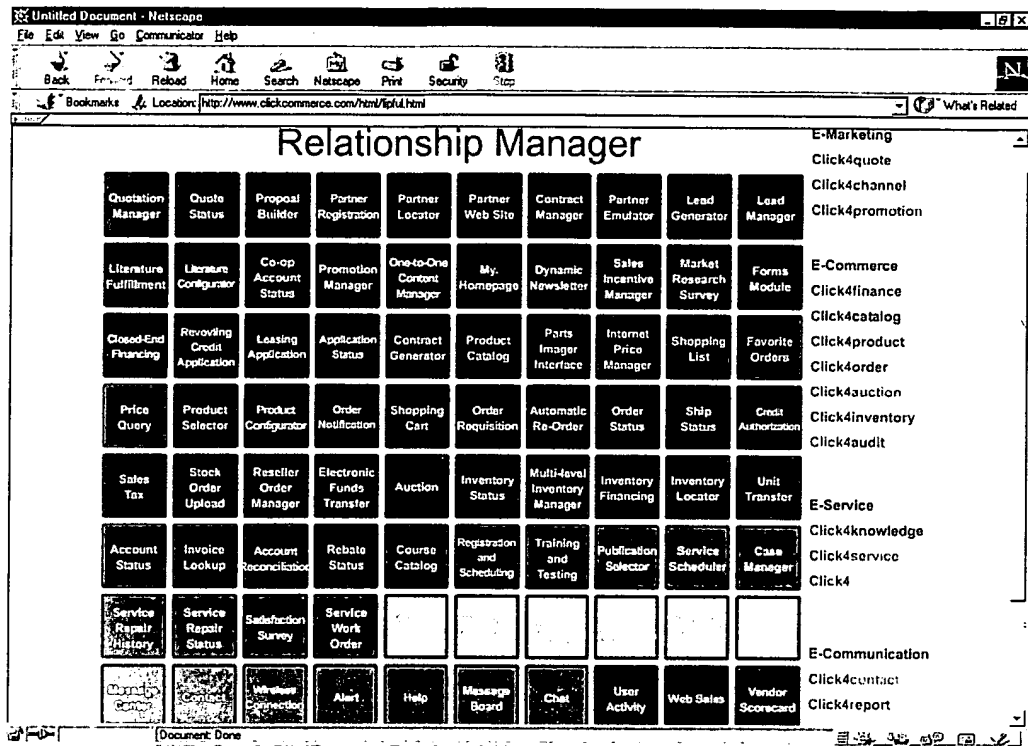 Untitled Document - Netscape
File Edit View Go Communicator Help
Back Forward Reload Home Search Netscape Print Security Stop
Bookmarks Location: http://www.clickcommerce.com/html/fipful.html What's Related
Relationship Manager
Quotation Manager
Quote Status
Proposal Builder
Partner Registration
Partner Locator
Partner Web Site
Contract Manager
Partner Emulator
Lead Generator
Lead Manager
Literature Fulfillment
Literature Configurator
Co-op Account Status
Promotion Manager
One-to-One Content Manager
My. Homepage
Dynamic Newsletter
Sales Incentive Manager
Market Research Survey
Forms Module
Closed-End Financing
Revovling Credit Application
Leasing Application
Application Status
Contract Generator
Product Catalog
Parts Imager Interface
Internet Price Manager
Shopping List
Favorite Orders
Price Query
Product Selector
Product Configurator
Order Notification
Shopping Cart
Order Requisition
Automatic Re-Order
Order Status
Ship Status
Credit Authorization
Sales Tax
Stock Order Upload
Reseller Order Manager
Electronic Funds Transfer
Auction
Inventory Status
Multi-level Inventory Manager
Inventory Financing
Inventory Locator
Unit Transfer
Account Status
Invoice Lookup
Account Reconciliation
Rebate Status
Course Catalog
Registration and Scheduling
Training and Testing
Publication Selector
Service Scheduler
Case Manager
Service Repair History
Service Repair Status
Satisfaction Survey
Service Work Order
Message Center
Contact
Wireless Connection
Alert
Help
Message Board
Chat
User Activity
Web Sales
Vendor Scorecard
E-Marketing
Click4quote
Click4channel
Click4promotion
E-Commerce
Click4finance
Click4catalog
Click4product
Click4order
Click4auction
Click4inventory
Click4audit
E-Service
Click4knowledge
Click4service
Click4
E-Communication
Click4contact
Click4report
Document: Done